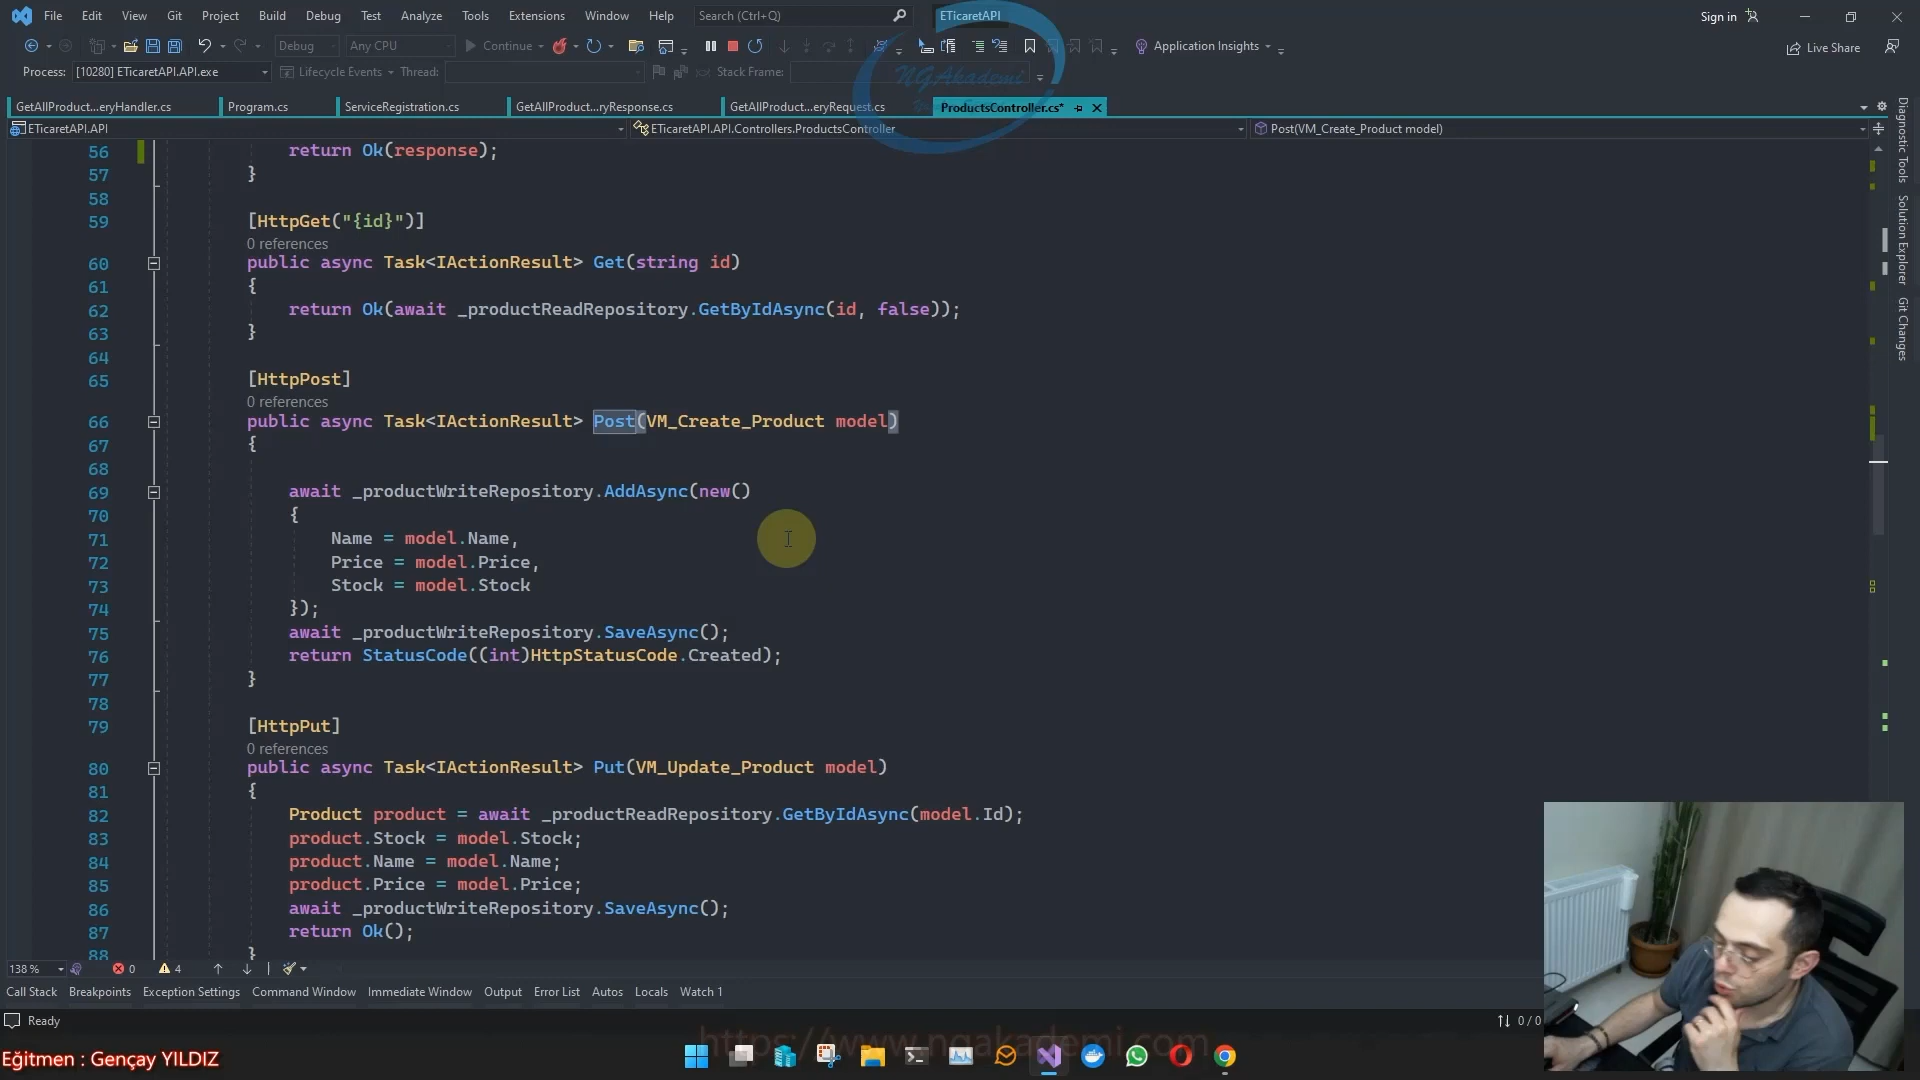 File Edit View Git Project Build Debug Test Analyze Tools Extensions Window Help Search (Ctrl+Q) ETicaretAPI Sign in
Debug Any CPU Continue Application Insights Live Share
Process: [10280] ETicaretAPI.API.exe Lifecycle Events Thread: Stack Frame:
NGAkademi
GetAllProduct...eryHandler.cs Program.cs ServiceRegistration.cs GetAllProduct...ryResponse.cs GetAllProduct...eryRequest.cs ProductsController.cs*
ETicaretAPI.API ETicaretAPI.API.Controllers.ProductsController Post(VM_Create_Product model)
56 return Ok(response);
57 }
58
59 [HttpGet("{id}")]
0 references
60 public async Task<IActionResult> Get(string id)
61 {
62 return Ok(await _productReadRepository.GetByIdAsync(id, false));
63 }
64
65 [HttpPost]
0 references
66 public async Task<IActionResult> Post(VM_Create_Product model)
67 {
68
69 await _productWriteRepository.AddAsync(new()
70 {
71 Name = model.Name,
72 Price = model.Price,
73 Stock = model.Stock
74 });
75 await _productWriteRepository.SaveAsync();
76 return StatusCode((int)HttpStatusCode.Created);
77 }
78
79 [HttpPut]
0 references
80 public async Task<IActionResult> Put(VM_Update_Product model)
81 {
82 Product product = await _productReadRepository.GetByIdAsync(model.Id);
83 product.Stock = model.Stock;
84 product.Name = model.Name;
85 product.Price = model.Price;
86 await _productWriteRepository.SaveAsync();
87 return Ok();
88 }
Diagnostic Tools
Solution Explorer
Git Changes
138 % 0 4
Call Stack Breakpoints Exception Settings Command Window Immediate Window Output Error List Autos Locals Watch 1
Ready 0 / 0
https://www.ngakademi.com
Eğitmen : Gençay YILDIZ